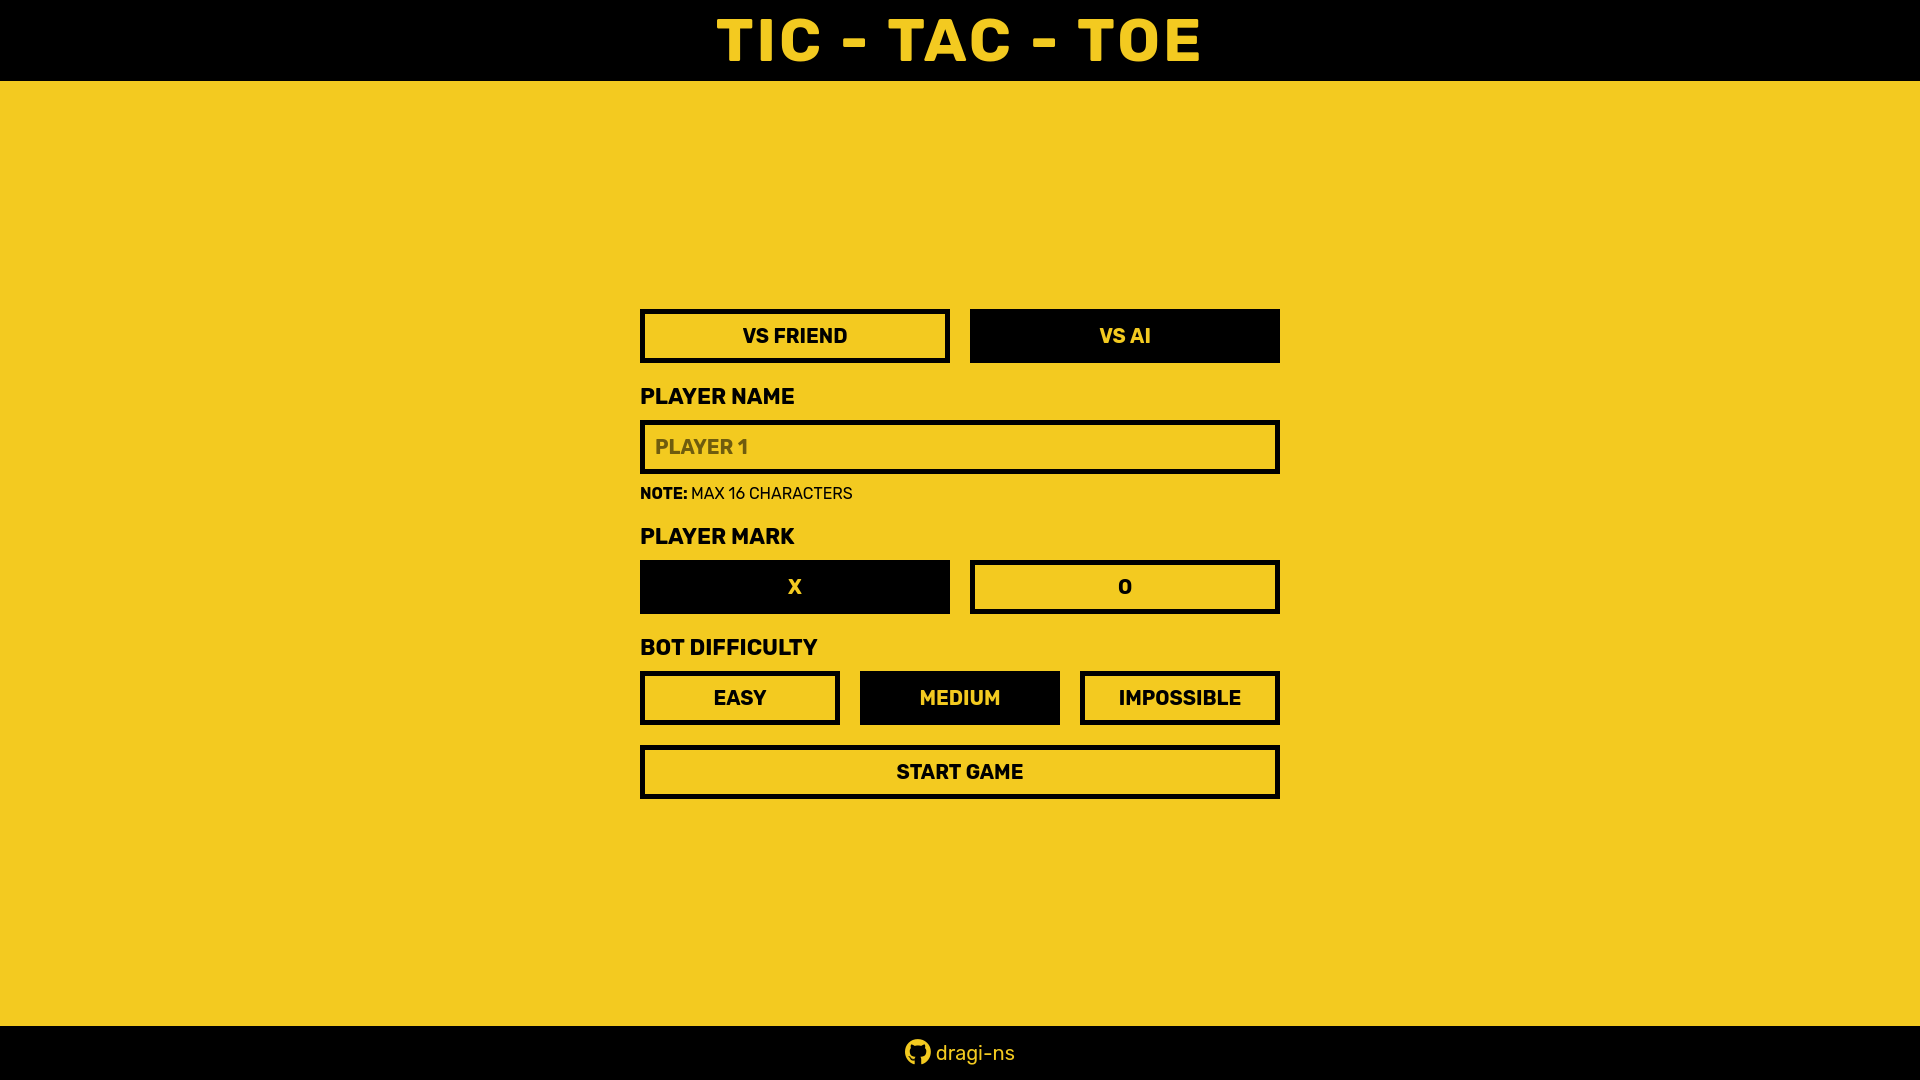 TIC - TAC - TOE
VS FRIEND
VS AI
PLAYER NAME
PLAYER 1
NOTE: MAX 16 CHARACTERS
PLAYER MARK
X
O
BOT DIFFICULTY
EASY
MEDIUM
IMPOSSIBLE
START GAME
dragi-ns